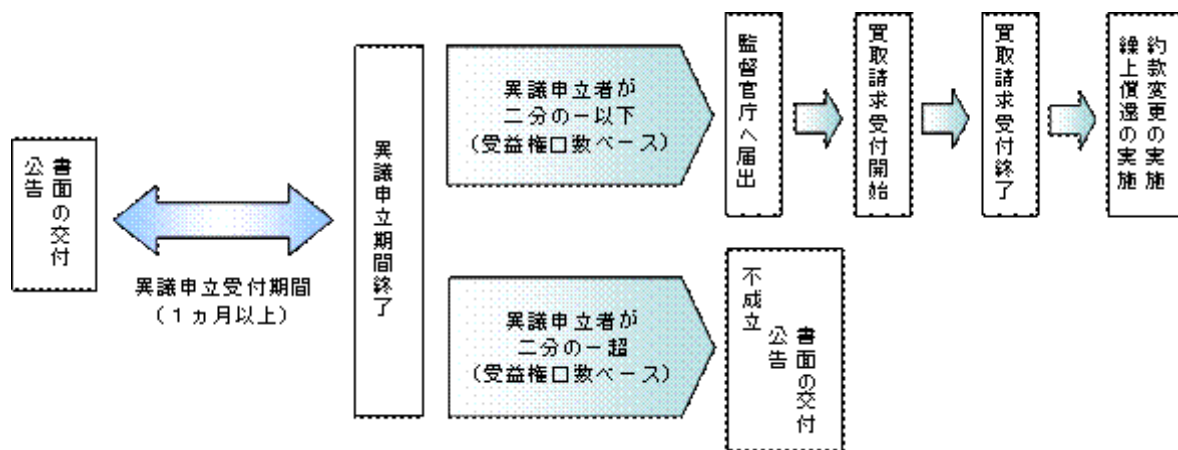 書面の交付
公告
異議申立受付期間
（１ヵ月以上）
異議申立期間終了
異議申立者が
二分の一以下
（受益権口数ベース）
監督官庁へ届出
買取請求受付開始
買取請求受付終了
約款変更の実施
繰上償還の実施
異議申立者が
二分の一超
（受益権口数ベース）
不成立
書面の交付
公告